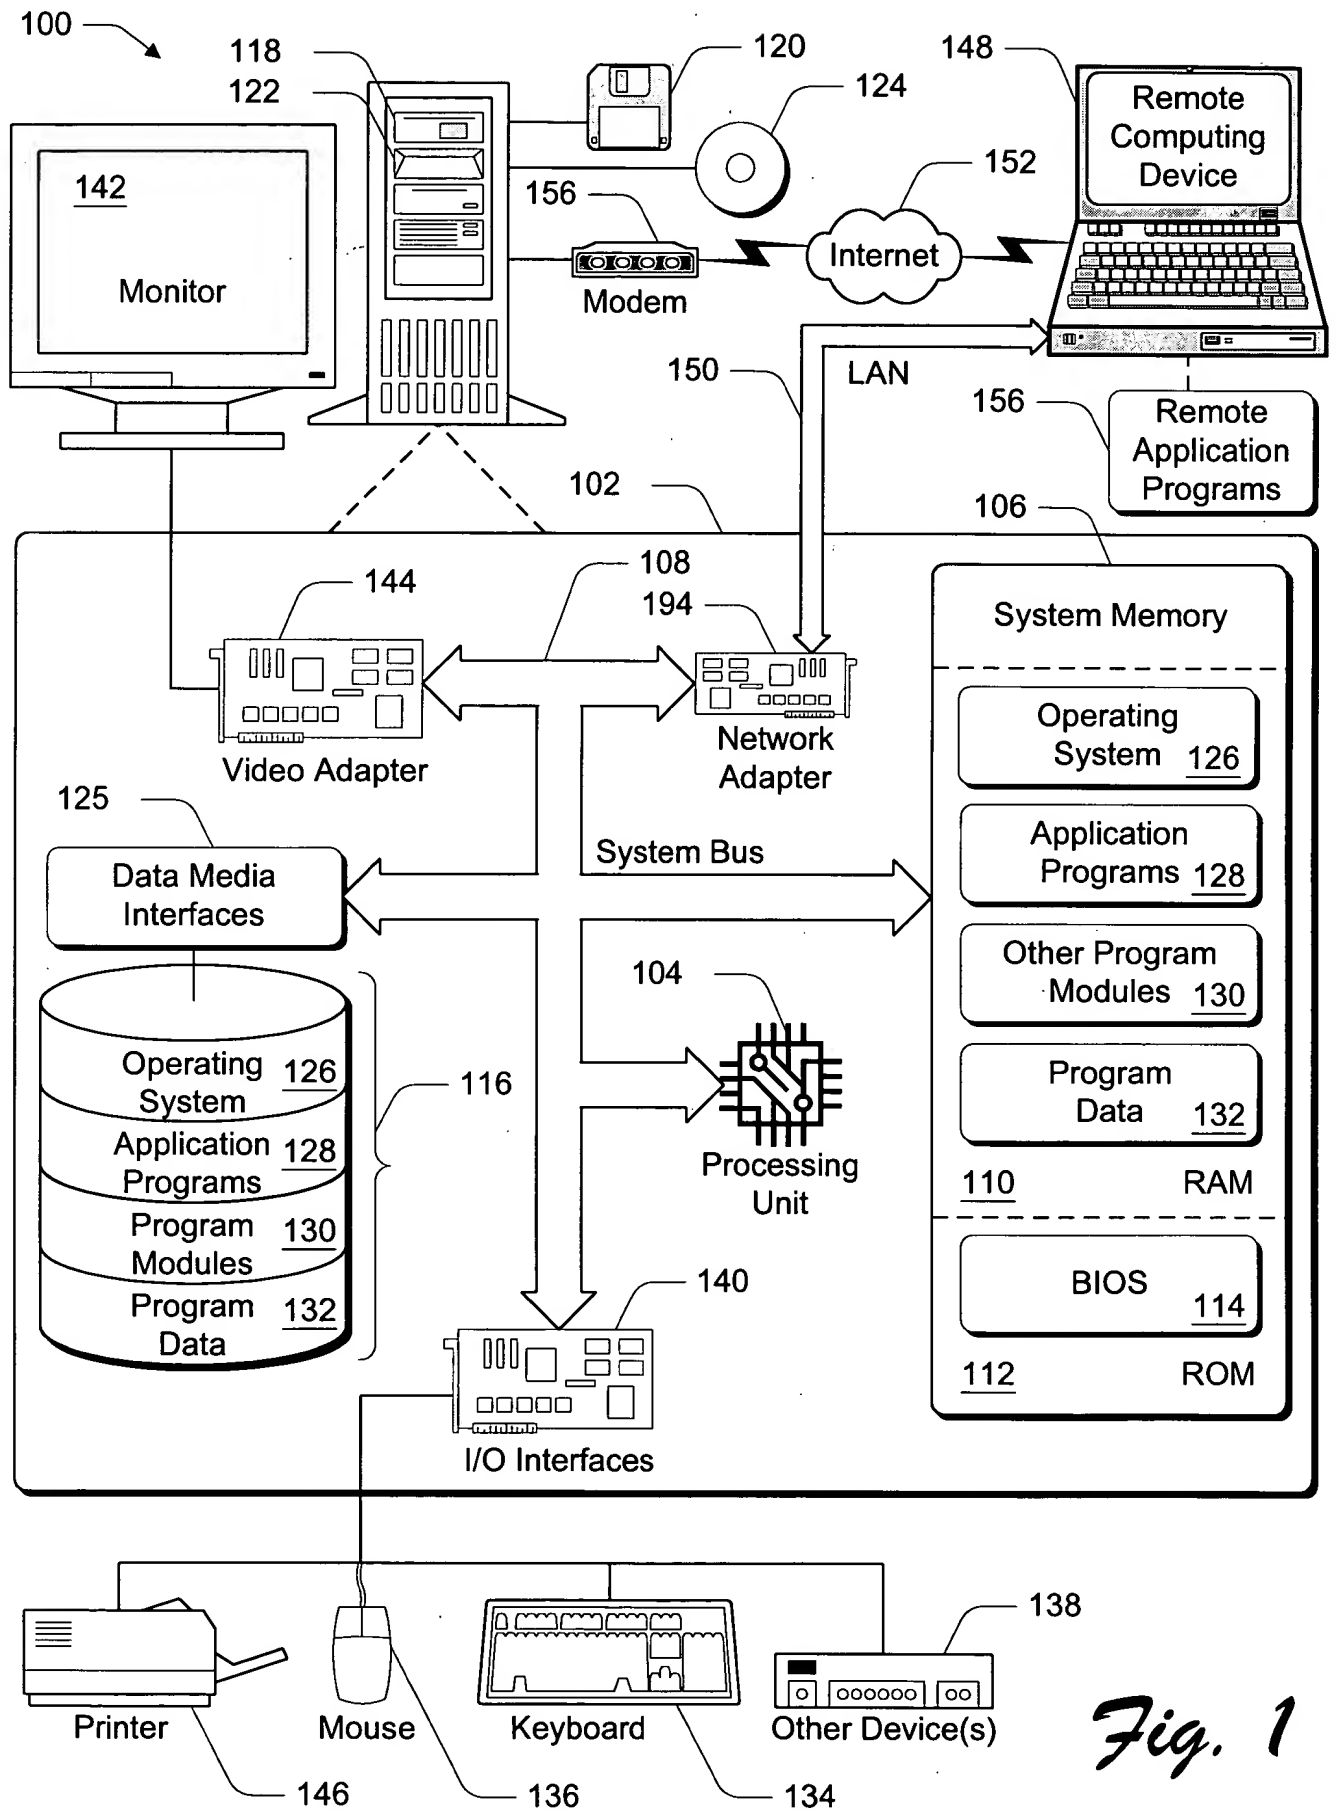 100
118
122
120
124
148
Remote
Computing
Device
142
Monitor
156
Modem
152
Internet
150
LAN
156
Remote
Application
Programs
102
106
108
144
194
Video Adapter
Network
Adapter
System Memory
Operating
System 126
Application
Programs 128
Other Program
Modules 130
Program
Data 132
110 RAM
BIOS
114
112 ROM
125
Data Media
Interfaces
System Bus
104
Processing
Unit
Operating
System 126
Application
Programs 128
Program
Modules 130
Program
Data 132
116
140
I/O Interfaces
138
Printer
Mouse
Keyboard
Other Device(s)
146
136
134
Fig. 1